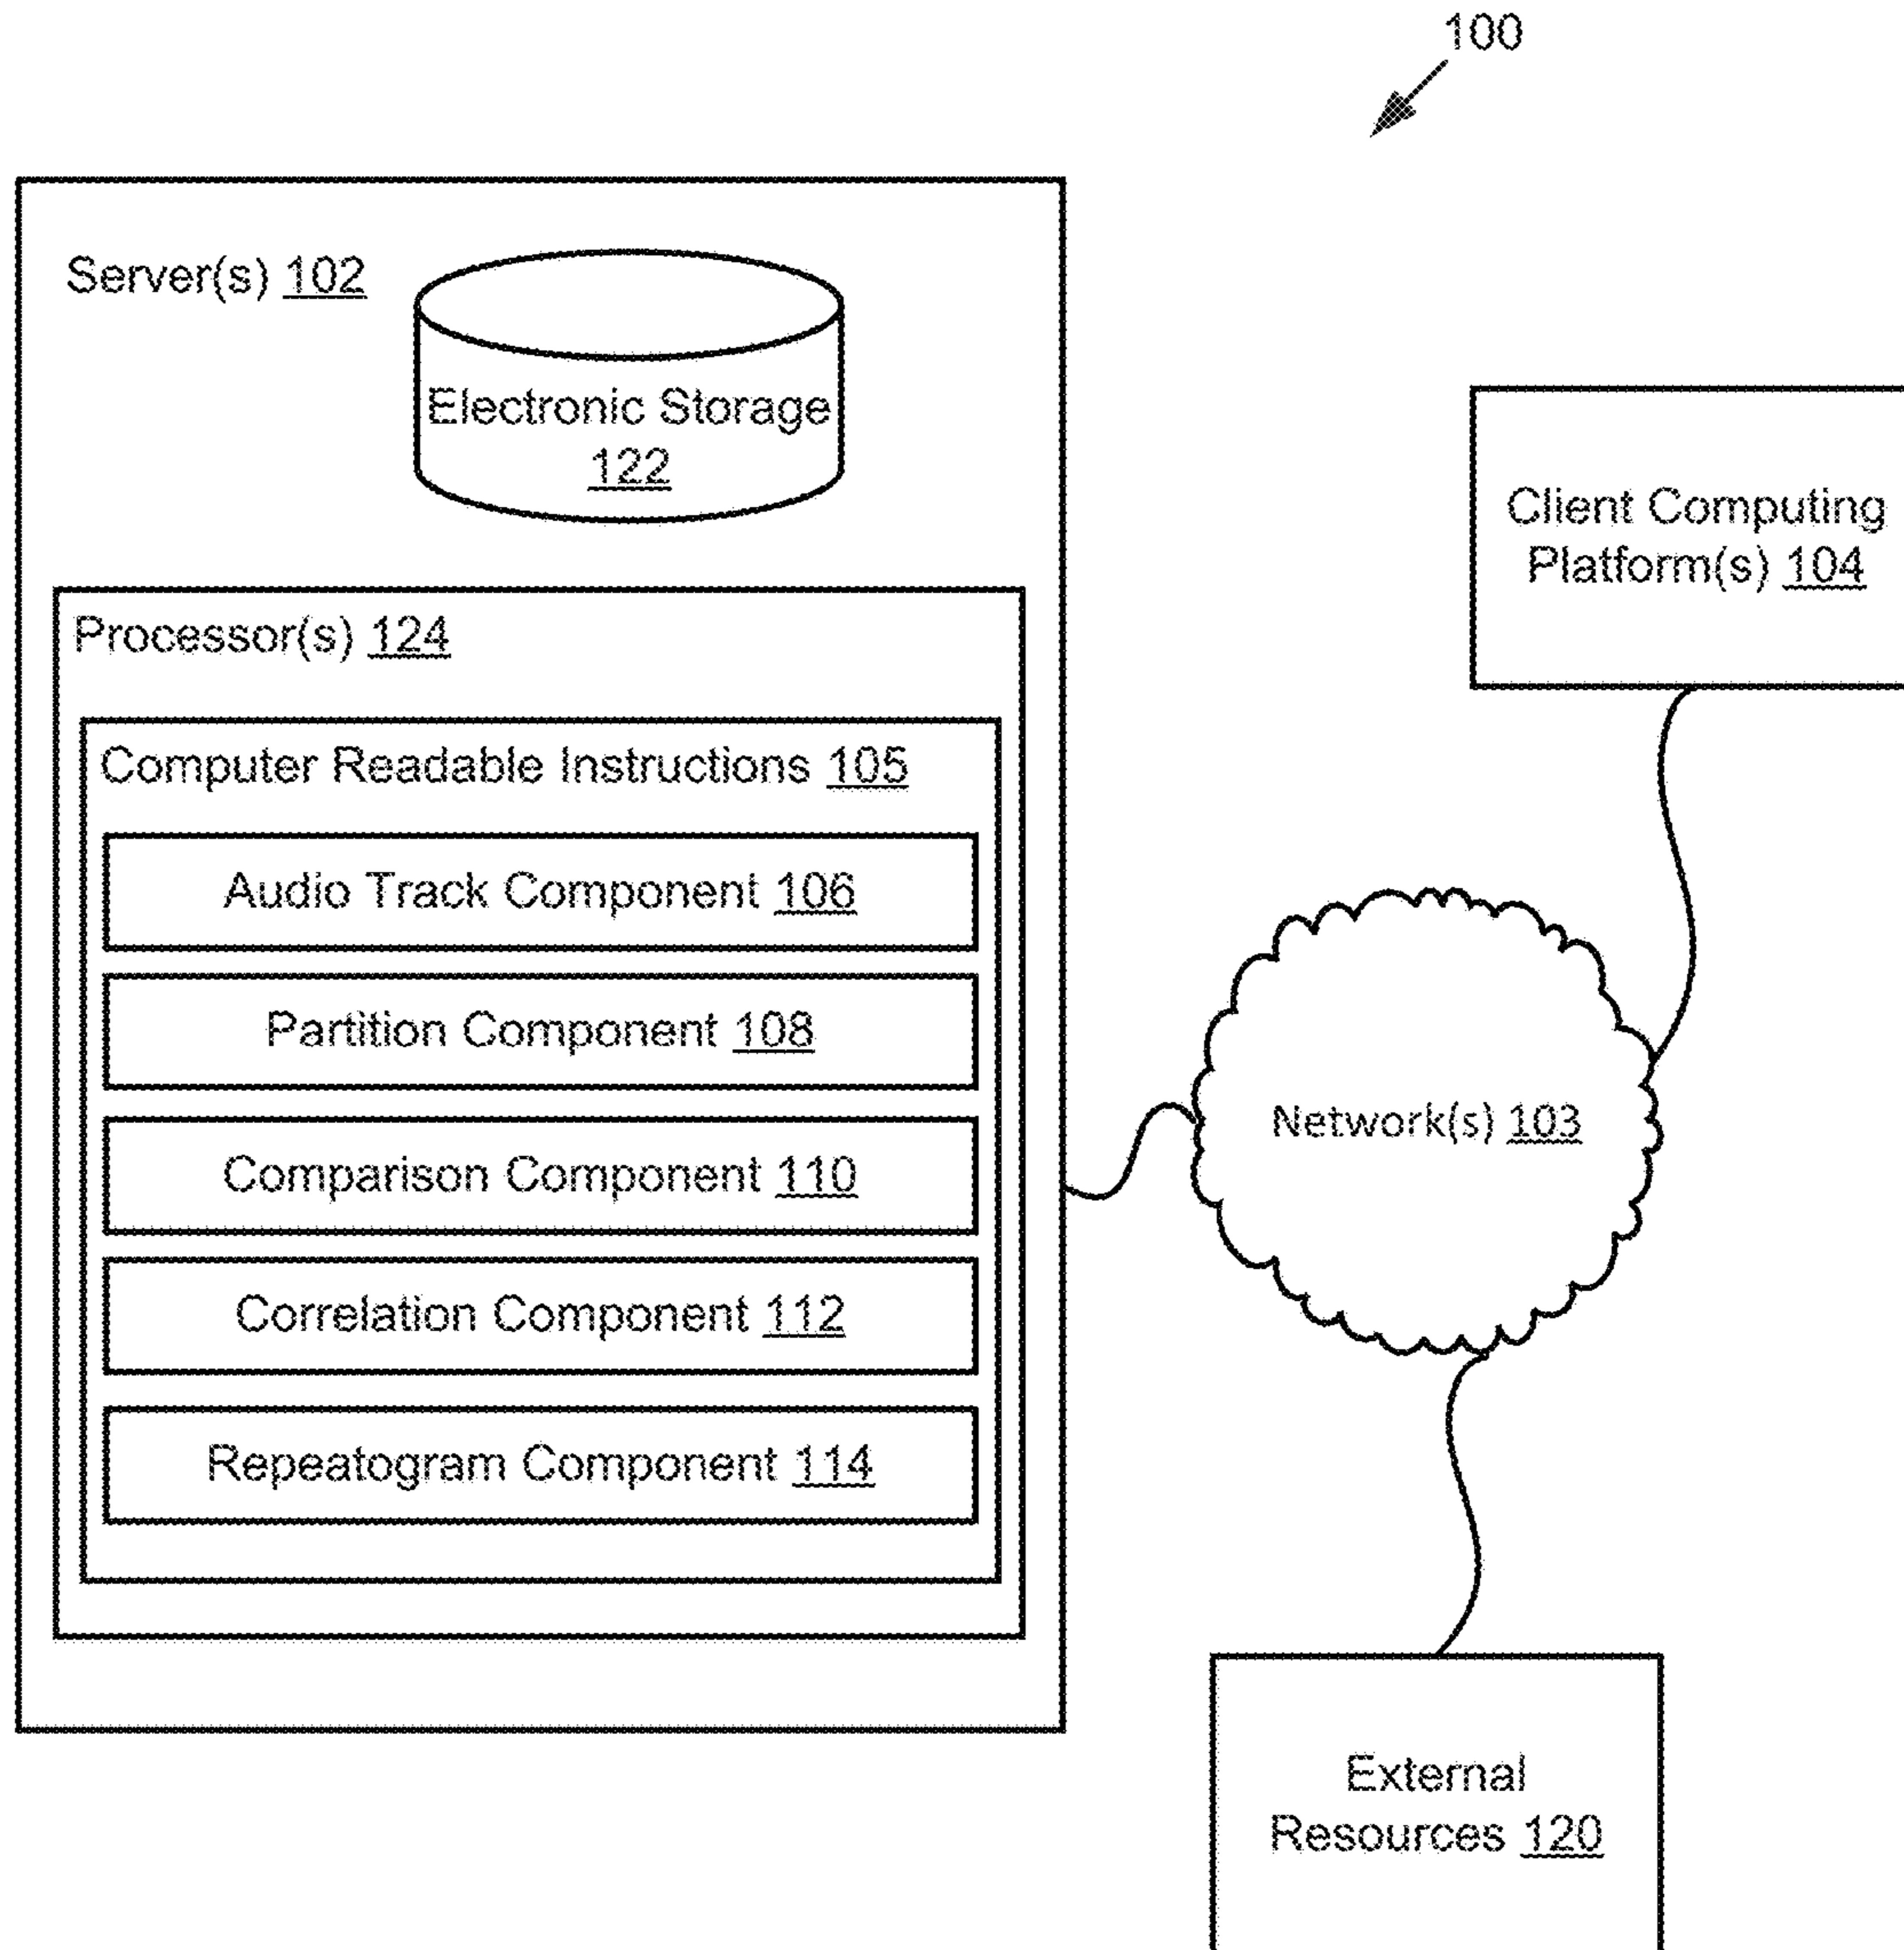 100
Server(s) 102
Electronic Storage
122
Client Computing
Platform(s) 104
Processor(s) 124
Computer Readable Instructions 105
Audio Track Component 106
Partition Component 108
Comparison Component 110
Correlation Component 112
Repeatogram Component 114
Network(s) 103
External
Resources 120